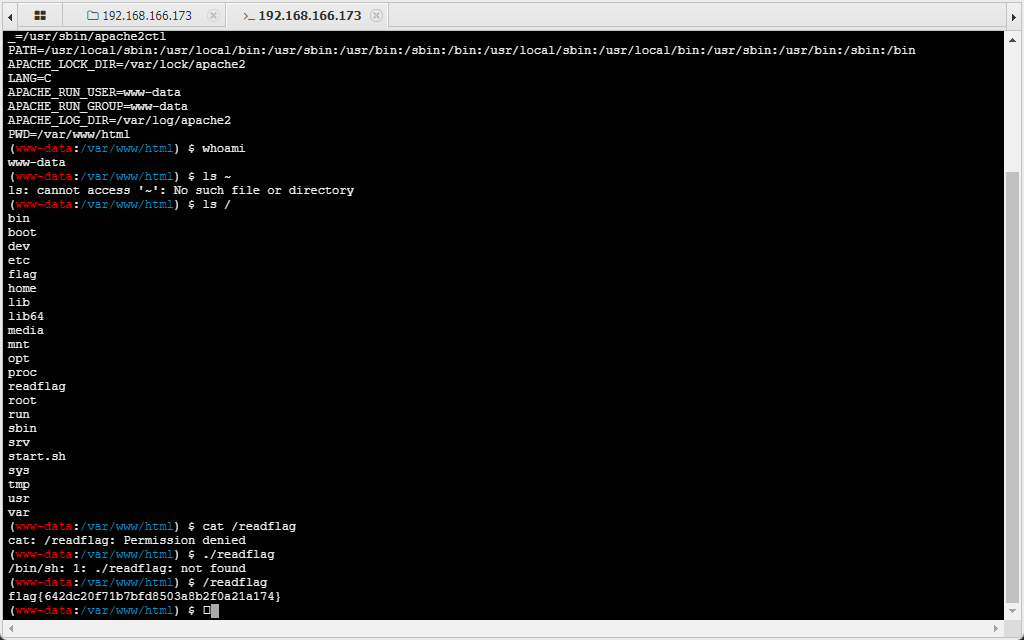 192.168.166.173 >_ 192.168.166.173
_=/usr/sbin/apache2ctl
PATH=/usr/local/sbin:/usr/local/bin:/usr/sbin:/usr/bin:/sbin:/bin:/usr/local/sbin:/usr/local/bin:/usr/sbin:/usr/bin:/sbin:/bin
APACHE_LOCK_DIR=/var/lock/apache2
LANG=C
APACHE_RUN_USER=www-data
APACHE_RUN_GROUP=www-data
APACHE_LOG_DIR=/var/log/apache2
PWD=/var/www/html
(www-data:/var/www/html) $ whoami
www-data
(www-data:/var/www/html) $ ls ~
ls: cannot access '~': No such file or directory
(www-data:/var/www/html) $ ls /
bin
boot
dev
etc
flag
home
lib
lib64
media
mnt
opt
proc
readflag
root
run
sbin
srv
start.sh
sys
tmp
usr
var
(www-data:/var/www/html) $ cat /readflag
cat: /readflag: Permission denied
(www-data:/var/www/html) $ ./readflag
/bin/sh: 1: ./readflag: not found
(www-data:/var/www/html) $ /readflag
flag{642dc20f71b7bfd8503a8b2f0a21a174}
(www-data:/var/www/html) $